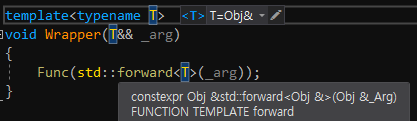 template<typename T> <T> T=Obj&
void Wrapper(T&& _arg)
{
Func(std::forward<T>(_arg));
}
constexpr Obj &std::forward<Obj &>(Obj &_Arg)
FUNCTION TEMPLATE forward